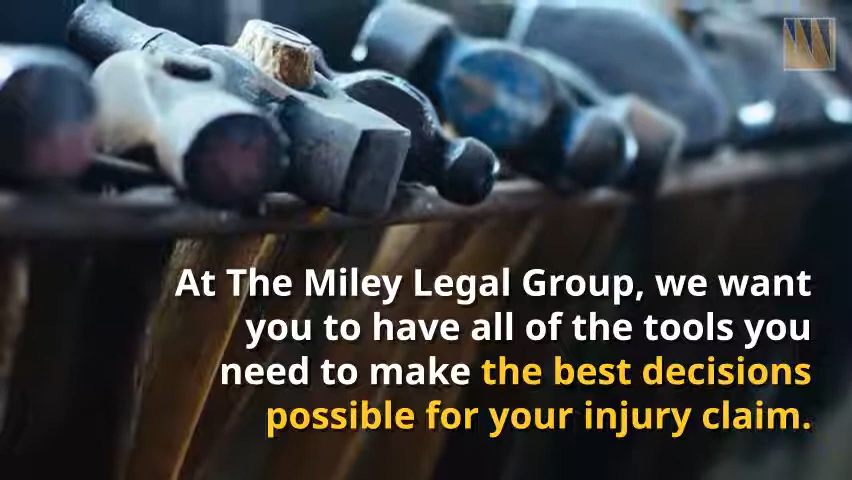 At The Miley Legal Group, we want
you to have all of the tools you
need to make the best decisions
possible for your injury claim.